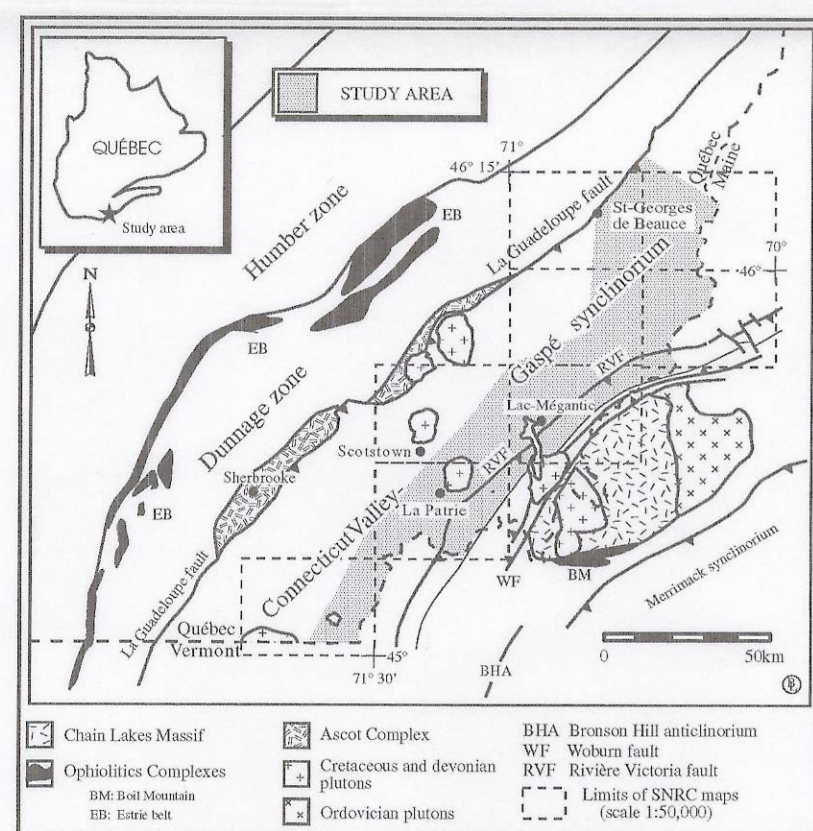 QUÉBEC
Study area
STUDY AREA
71°
46° 15'
Québec
Maine
Humber zone
EB
La Guadeloupe fault
St-Georges
de Beauce
70°
46°
N
Gaspé synclinorium
EB
RVF
Dunnage zone
Lac-Mégantic
Scotstown
RVF
Sherbrooke
La Patrie
EB
Connecticut Valley-
Merrimack synclinorium
WF
BM
La Guadeloupe fault
Québec
Vermont
45°
71° 30'
BHA
0
50km
Chain Lakes Massif
Ophiolitics Complexes
BM: Boil Mountain
EB: Estrie belt
Ascot Complex
Cretaceous and devonian
plutons
Ordovician plutons
BHA Bronson Hill anticlinorium
WF Woburn fault
RVF Rivière Victoria fault
Limits of SNRC maps
(scale 1:50,000)